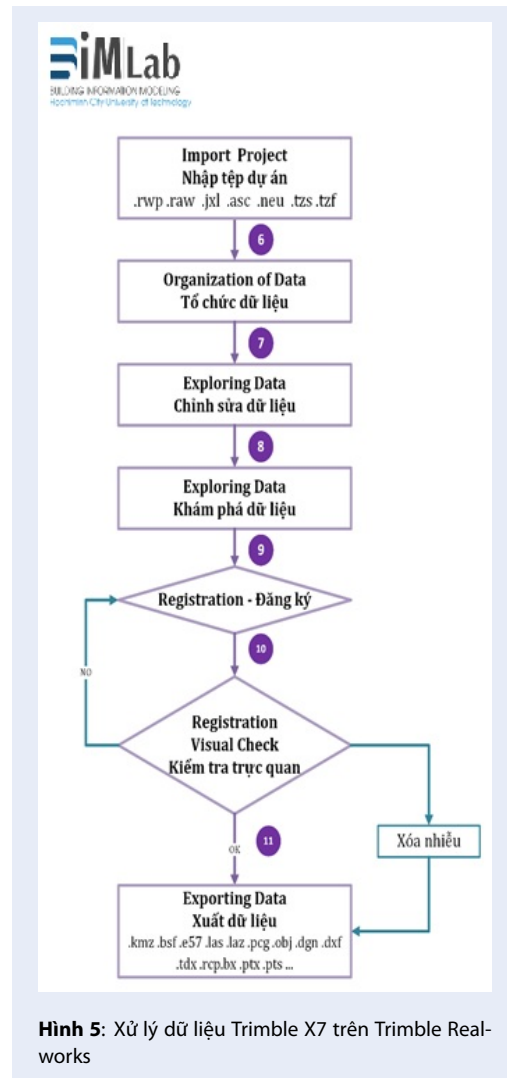 BiMLab
BUILDING INFORMATION MODELING
Hochiminh City University of Technology
Import Project
Nhập tệp dự án
.rwp .raw .jxl .asc .neu .tzs .tzf
6
Organization of Data
Tổ chức dữ liệu
7
Exploring Data
Chỉnh sửa dữ liệu
8
Exploring Data
Khám phá dữ liệu
9
Registration - Đăng ký
10
NO
Registration
Visual Check
Kiểm tra trực quan
Xóa nhiễu
OK
11
Exporting Data
Xuất dữ liệu
.kmz .bsf .e57 .las .laz .pcg .obj .dgn .dxf
.tdx .rcp.bx .ptx .pts ...
Hình 5: Xử lý dữ liệu Trimble X7 trên Trimble Real-
works